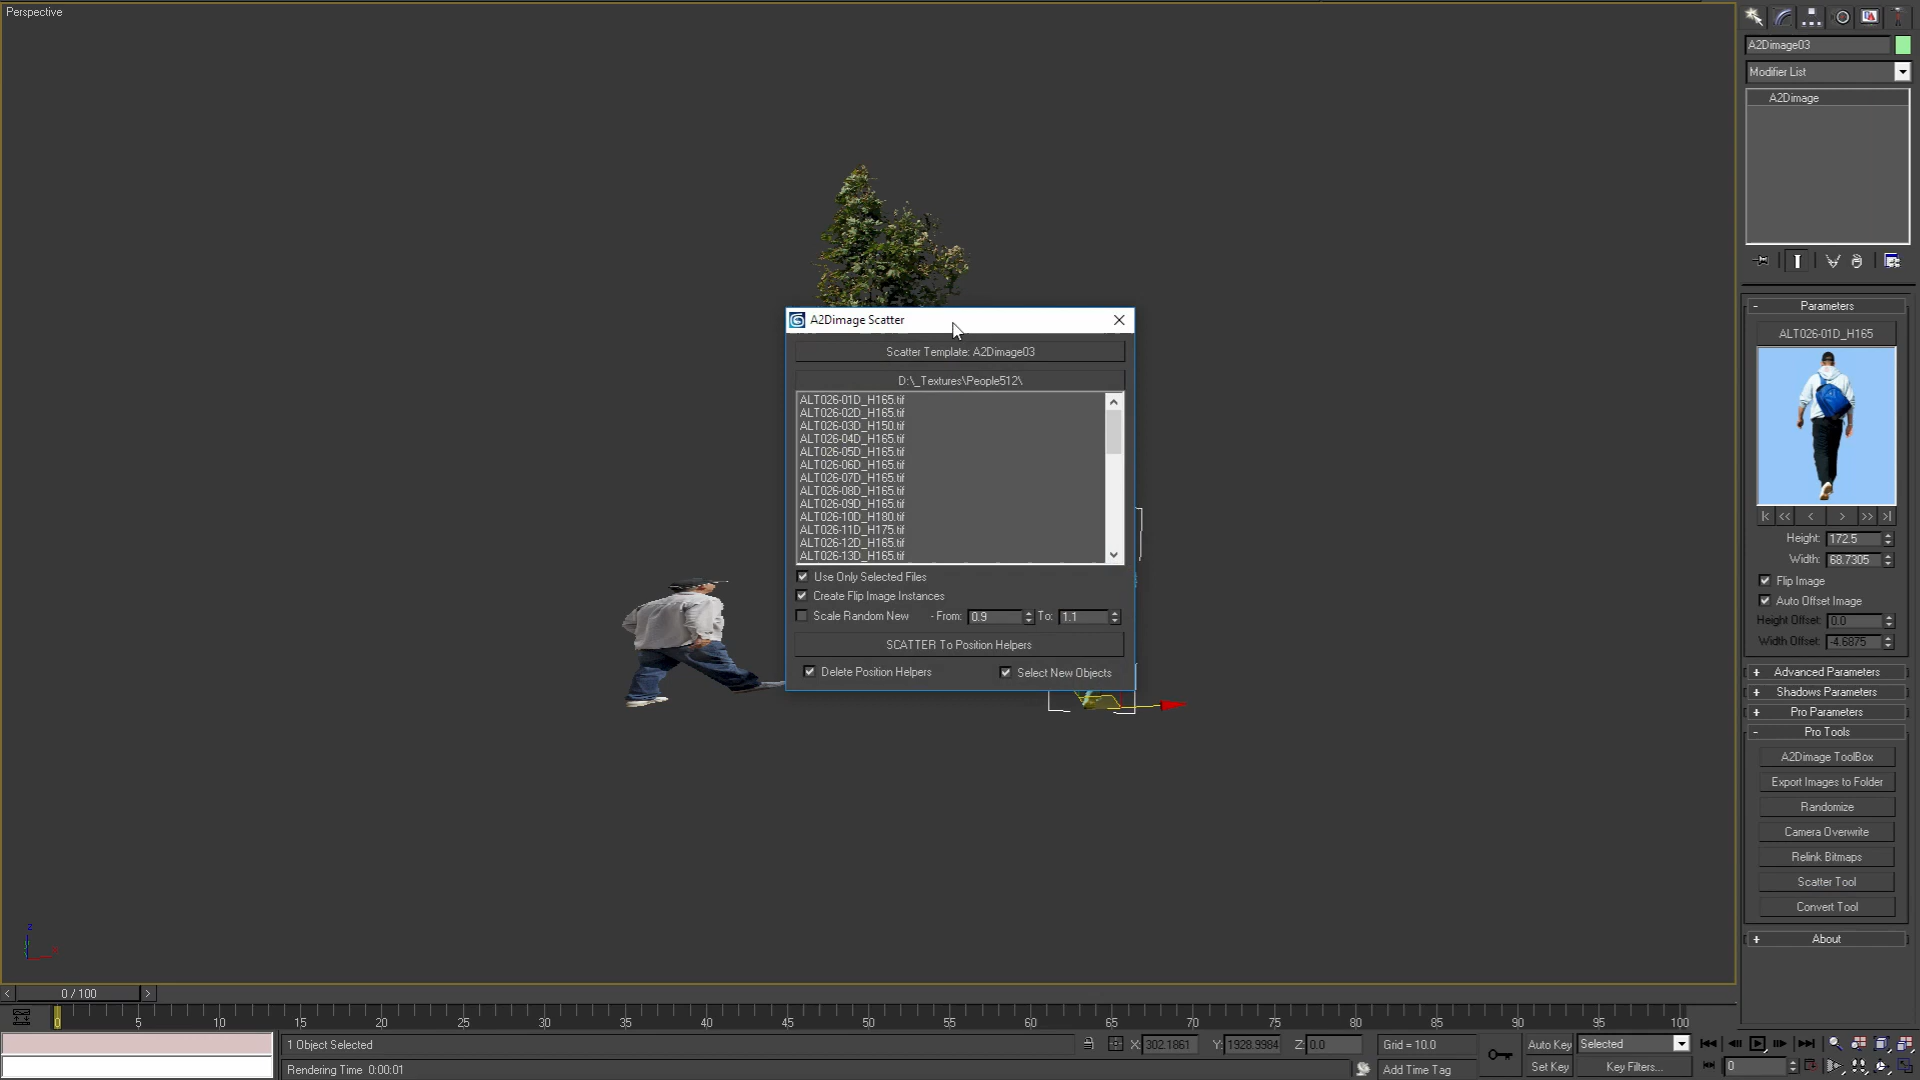 Perspective
A2Dimage03
Modifier List
A2Dimage
- Parameters
ALT026-01D_H165
|< << < > >> >|
Height: 172.5
Width: 68.7305
Flip Image
Auto Offset Image
Height Offset: 0.0
Width Offset: -4.6875
+ Advanced Parameters
+ Shadows Parameters
+ Pro Parameters
- Pro Tools
A2Dimage ToolBox
Export Images to Folder
Randomize
Camera Overwrite
Relink Bitmaps
Scatter Tool
Convert Tool
+ About
A2Dimage Scatter
Scatter Template: A2Dimage03
D:\_Textures\People512\
ALT026-01D_H165.tif
ALT026-02D_H165.tif
ALT026-03D_H150.tif
ALT026-04D_H165.tif
ALT026-05D_H165.tif
ALT026-06D_H165.tif
ALT026-07D_H165.tif
ALT026-08D_H165.tif
ALT026-09D_H165.tif
ALT026-10D_H180.tif
ALT026-11D_H175.tif
ALT026-12D_H165.tif
ALT026-13D_H165.tif
Use Only Selected Files
Create Flip Image Instances
Scale Random New - From: 0.9 To: 1.1
SCATTER To Position Helpers
Delete Position Helpers Select New Objects
z
x
< 0 / 100 >
0 5 10 15 20 25 30 35 40 45 50 55 60 65 70 75 80 85 90 95 100
1 Object Selected X: 302.1861 Y: 1928.9984 Z: 0.0 Grid = 10.0 Auto Key Selected
Rendering Time 0:00:01 Add Time Tag Set Key Key Filters... 0